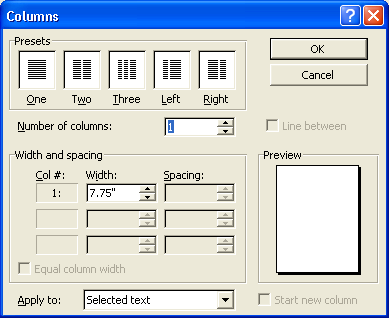 Columns
Presets
One Two Three Left Right
OK
Cancel
Number of columns: 1
Line between
Width and spacing
Col #: Width: Spacing:
1: 7.75"
Equal column width
Preview
Apply to: Selected text
Start new column